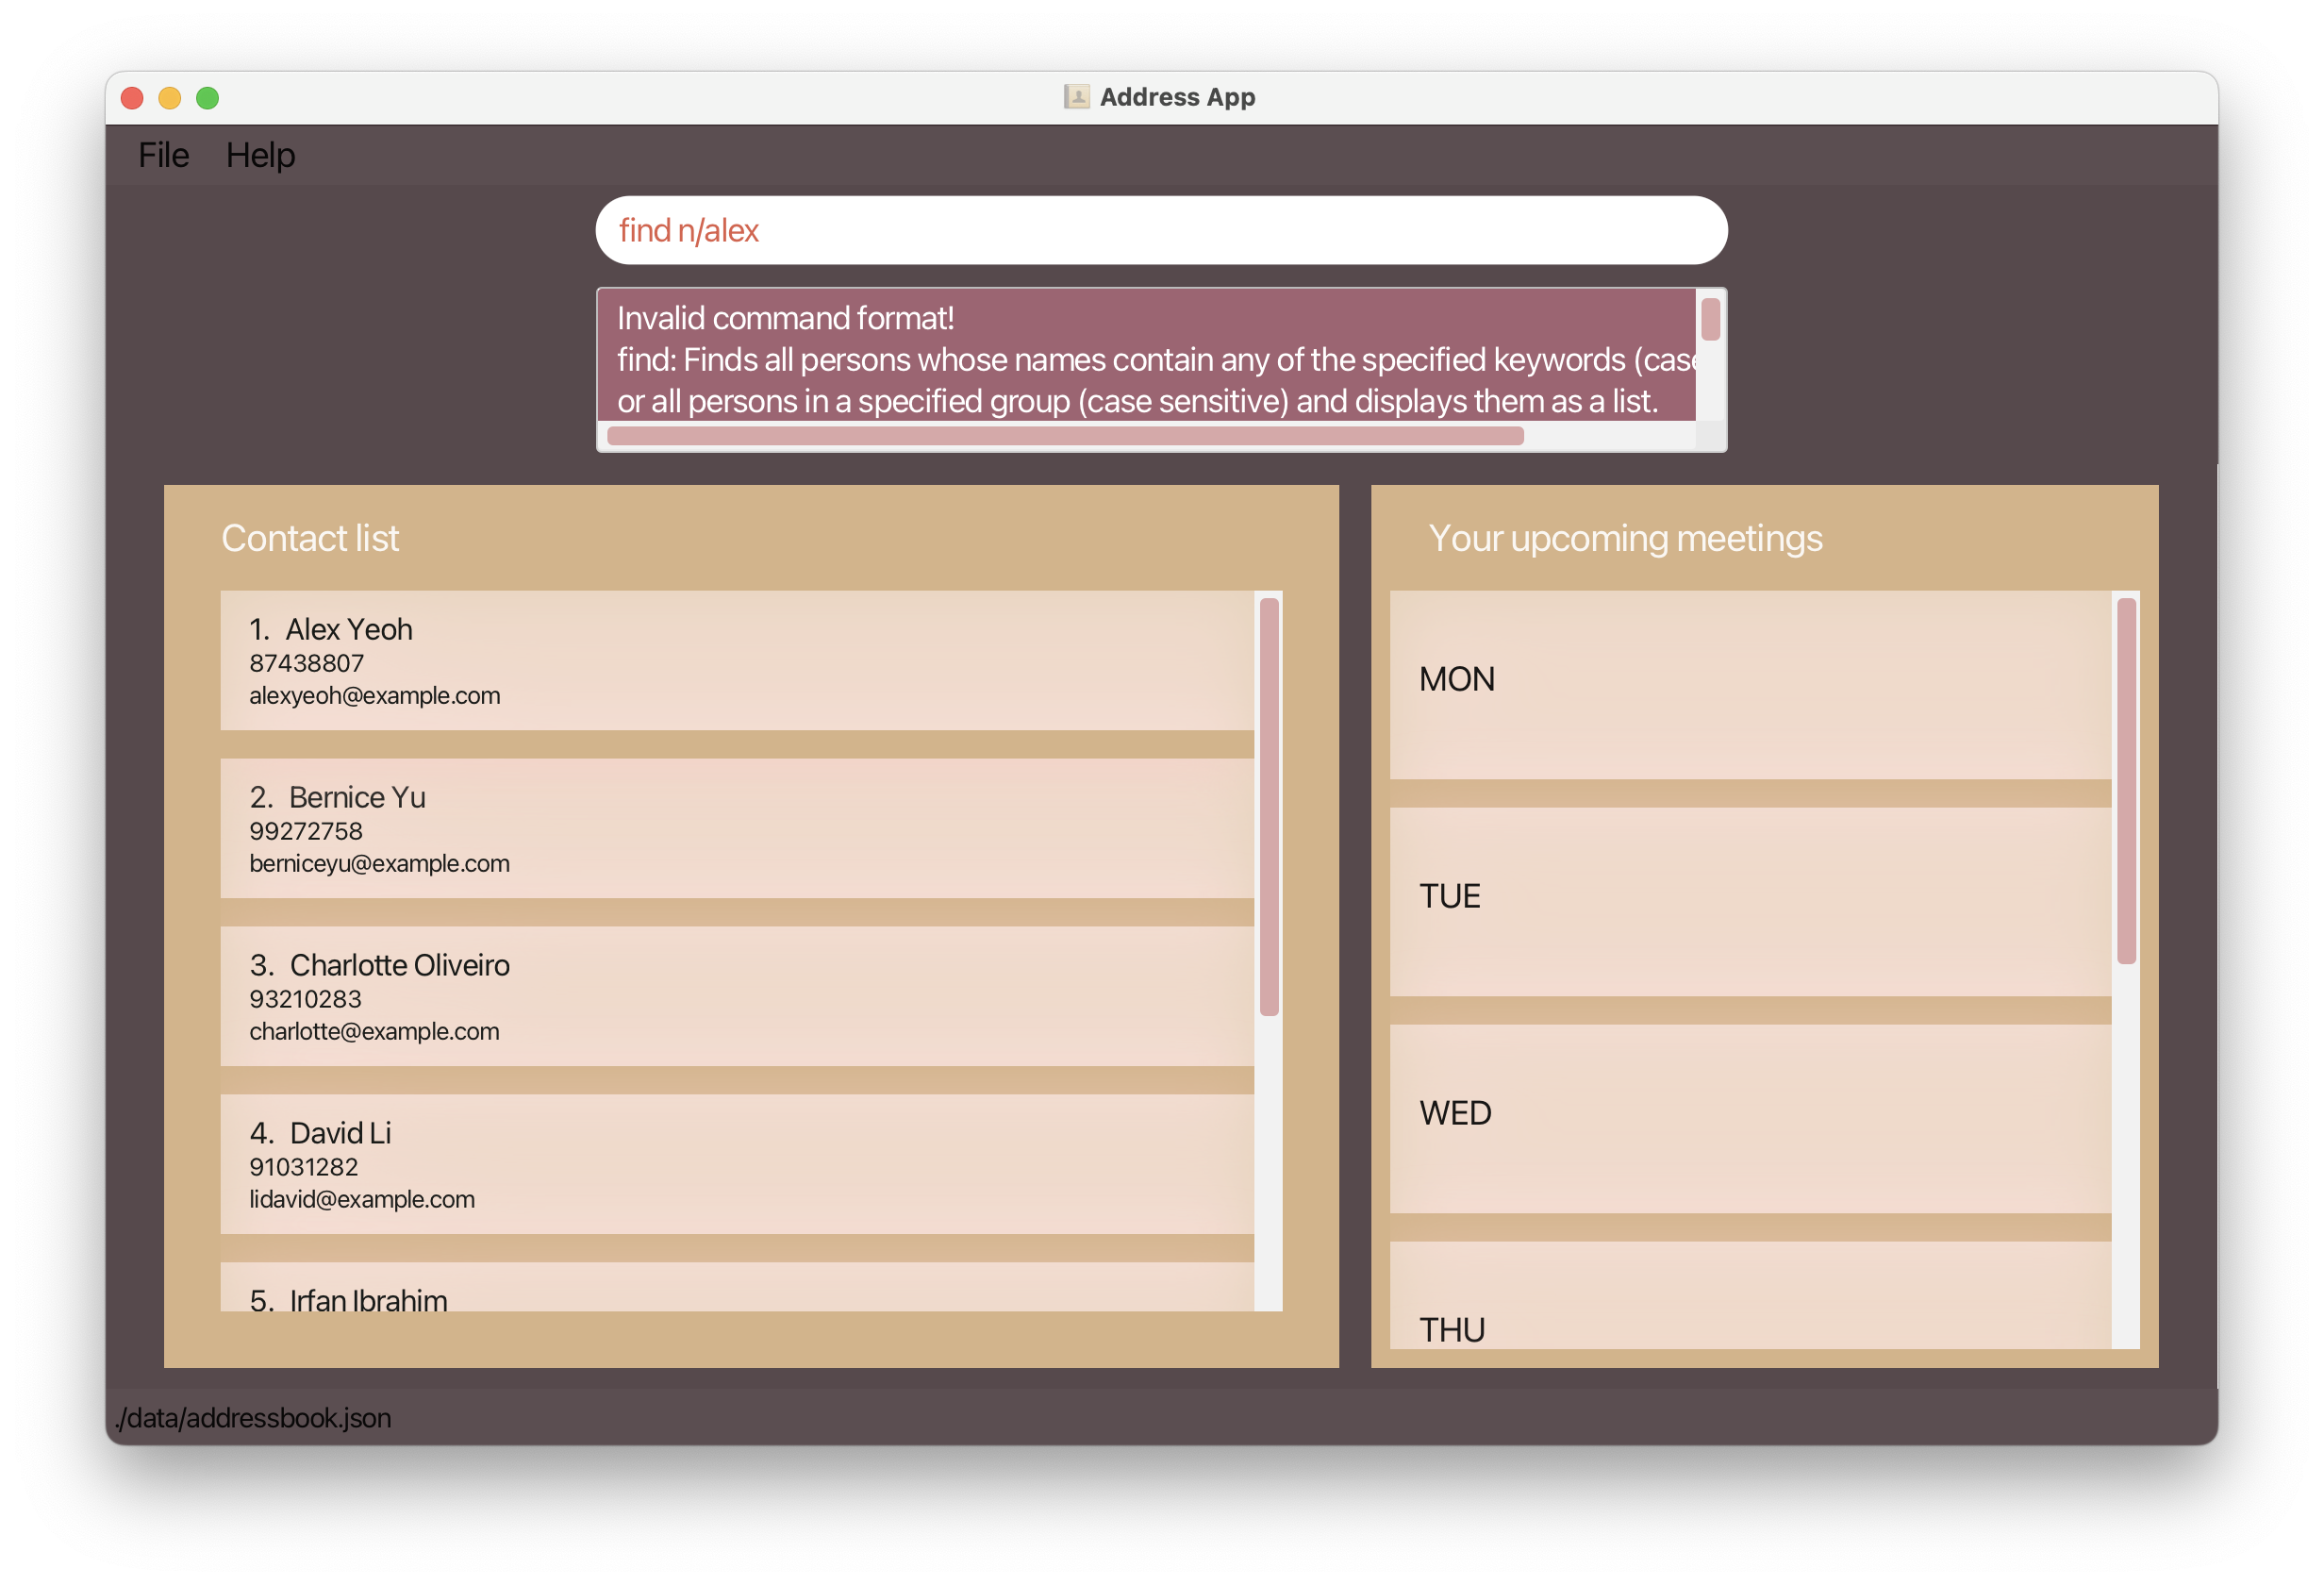 Address App
File Help
find n/alex
Invalid command format!
find: Finds all persons whose names contain any of the specified keywords (case
or all persons in a specified group (case sensitive) and displays them as a list.
Contact list
1. Alex Yeoh
87438807
alexyeoh@example.com
2. Bernice Yu
99272758
berniceyu@example.com
3. Charlotte Oliveiro
93210283
charlotte@example.com
4. David Li
91031282
lidavid@example.com
5. Irfan Ibrahim
Your upcoming meetings
MON
TUE
WED
THU
./data/addressbook.json